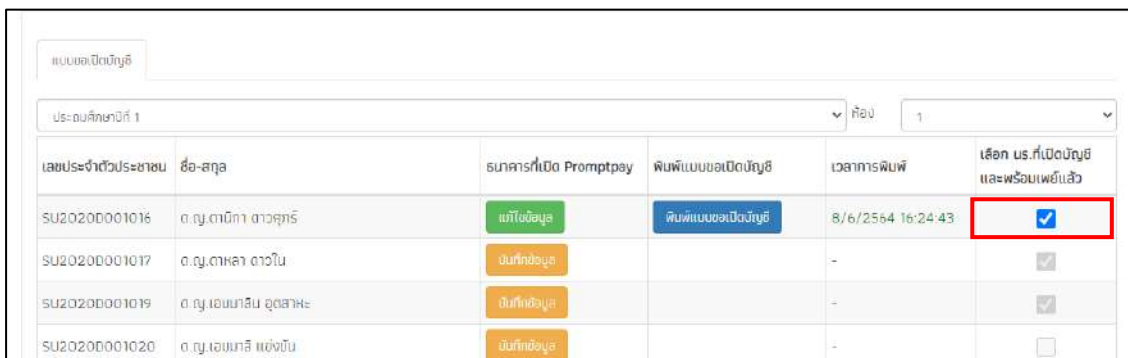 แบบขอเปิดบัญชี
ประถมศึกษาปีที่ 1 ห้อง 1
เลขประจำตัวประชาชน ชื่อ-สกุล ธนาคารที่เปิด Promptpay พิมพ์แบบขอเปิดบัญชี เวลาการพิมพ์ เลือก นร.ที่เปิดบัญชี
และพร้อมเพย์แล้ว
SU2020D001016 ด.ญ.ดานิกา ดาวศุกร์ แก้ไขข้อมูล พิมพ์แบบขอเปิดบัญชี 8/6/2564 16:24:43
SU2020D001017 ด.ญ.ดาหลา ดาวใน บันทึกข้อมูล -
SU2020D001019 ด.ญ.เอมมาลิน อุตสาหะ บันทึกข้อมูล -
SU2020D001020 ด.ญ.เอมมาลี แข่งขัน บันทึกข้อมูล -